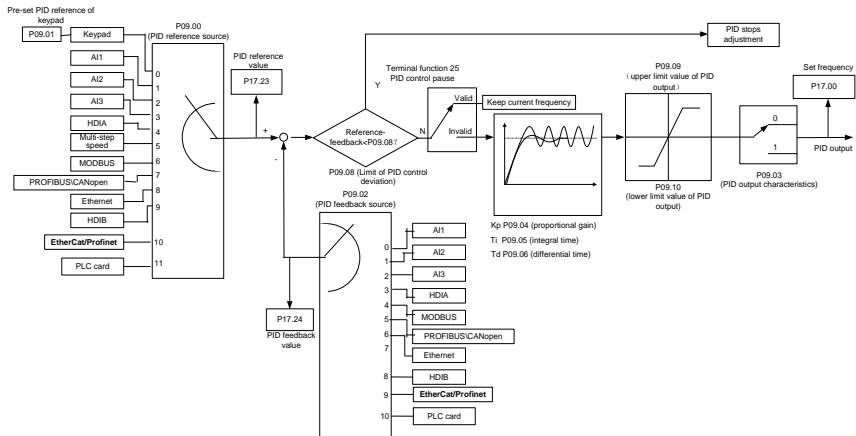 Pre-set PID reference of
keypad
P09.01
Keypad
AI1
AI2
AI3
HDIA
Multi-step
speed
MODBUS
PROFIBUS\CANopen
Ethernet
HDIB
EtherCat/Profinet
PLC card
P09.00
(PID reference source)
0
1
2
3
4
5
6
7
8
9
10
11
PID reference
value
P17.23
+
-
Reference-
feedback<P09.08?
Y
N
P09.08 (Limit of PID control
deviation)
Terminal function 25
PID control pause
Valid
Invalid
Keep current frequency
PID stops
adjustment
Kp P09.04 (proportional gain)
Ti P09.05 (integral time)
Td P09.06 (differential time)
P09.09
(upper limit value of PID
output)
P09.10
(lower limit value of PID
output)
0
1
P09.03
(PID output characteristics)
Set frequency
P17.00
PID output
P09.02
(PID feedback source)
0
1
2
3
4
5
6
7
8
9
10
AI1
AI2
AI3
HDIA
MODBUS
PROFIBUS\CANopen
Ethernet
HDIB
EtherCat/Profinet
PLC card
P17.24
PID feedback
value